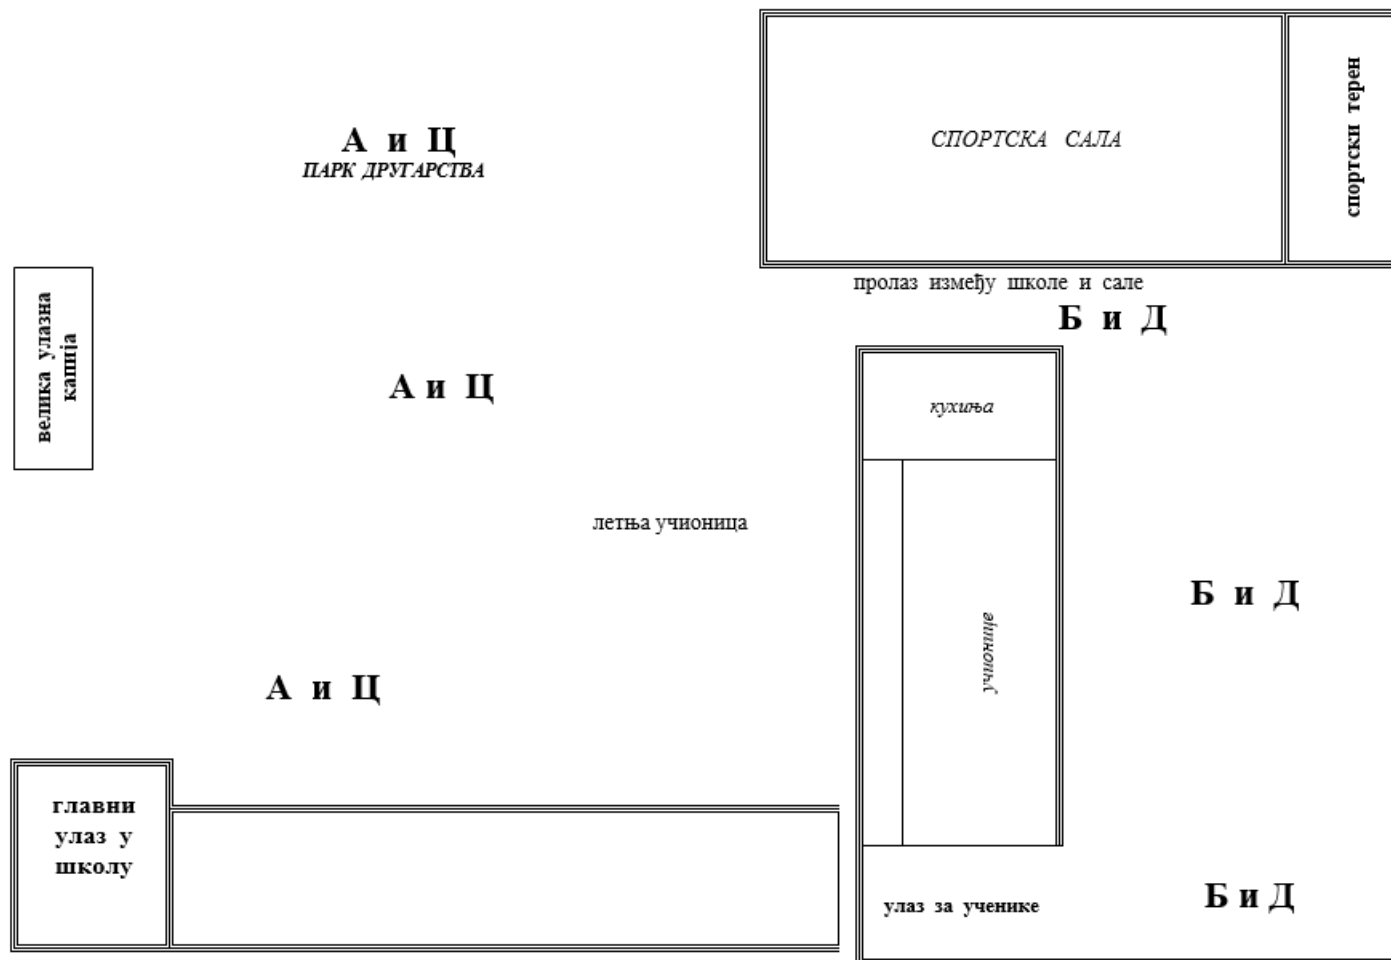 А и Ц
ПАРК ДРУГАРСТВА
СПОРТСКА САЛА
спортски терен
пролаз између школе и сале
Б и Д
велика улазна
капија
А и Ц
кухиња
летња учионица
Б и Д
учионице
А и Ц
главни
улаз у
школу
улаз за ученике
Б и Д